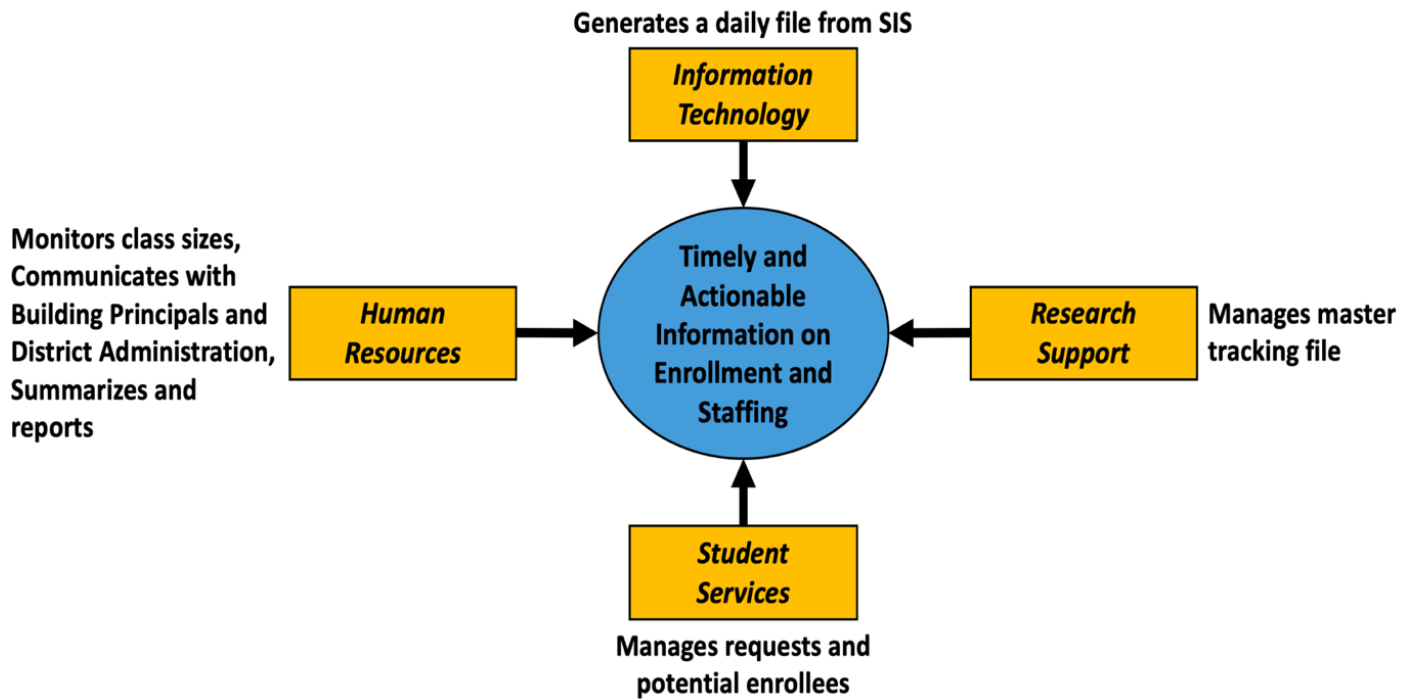 Generates a daily file from SIS
Information
Technology
Monitors class sizes,
Communicates with
Building Principals and
District Administration,
Summarizes and
reports
Human
Resources
Timely and
Actionable
Information on
Enrollment and
Staffing
Research
Support
Manages master
tracking file
Student
Services
Manages requests and
potential enrollees